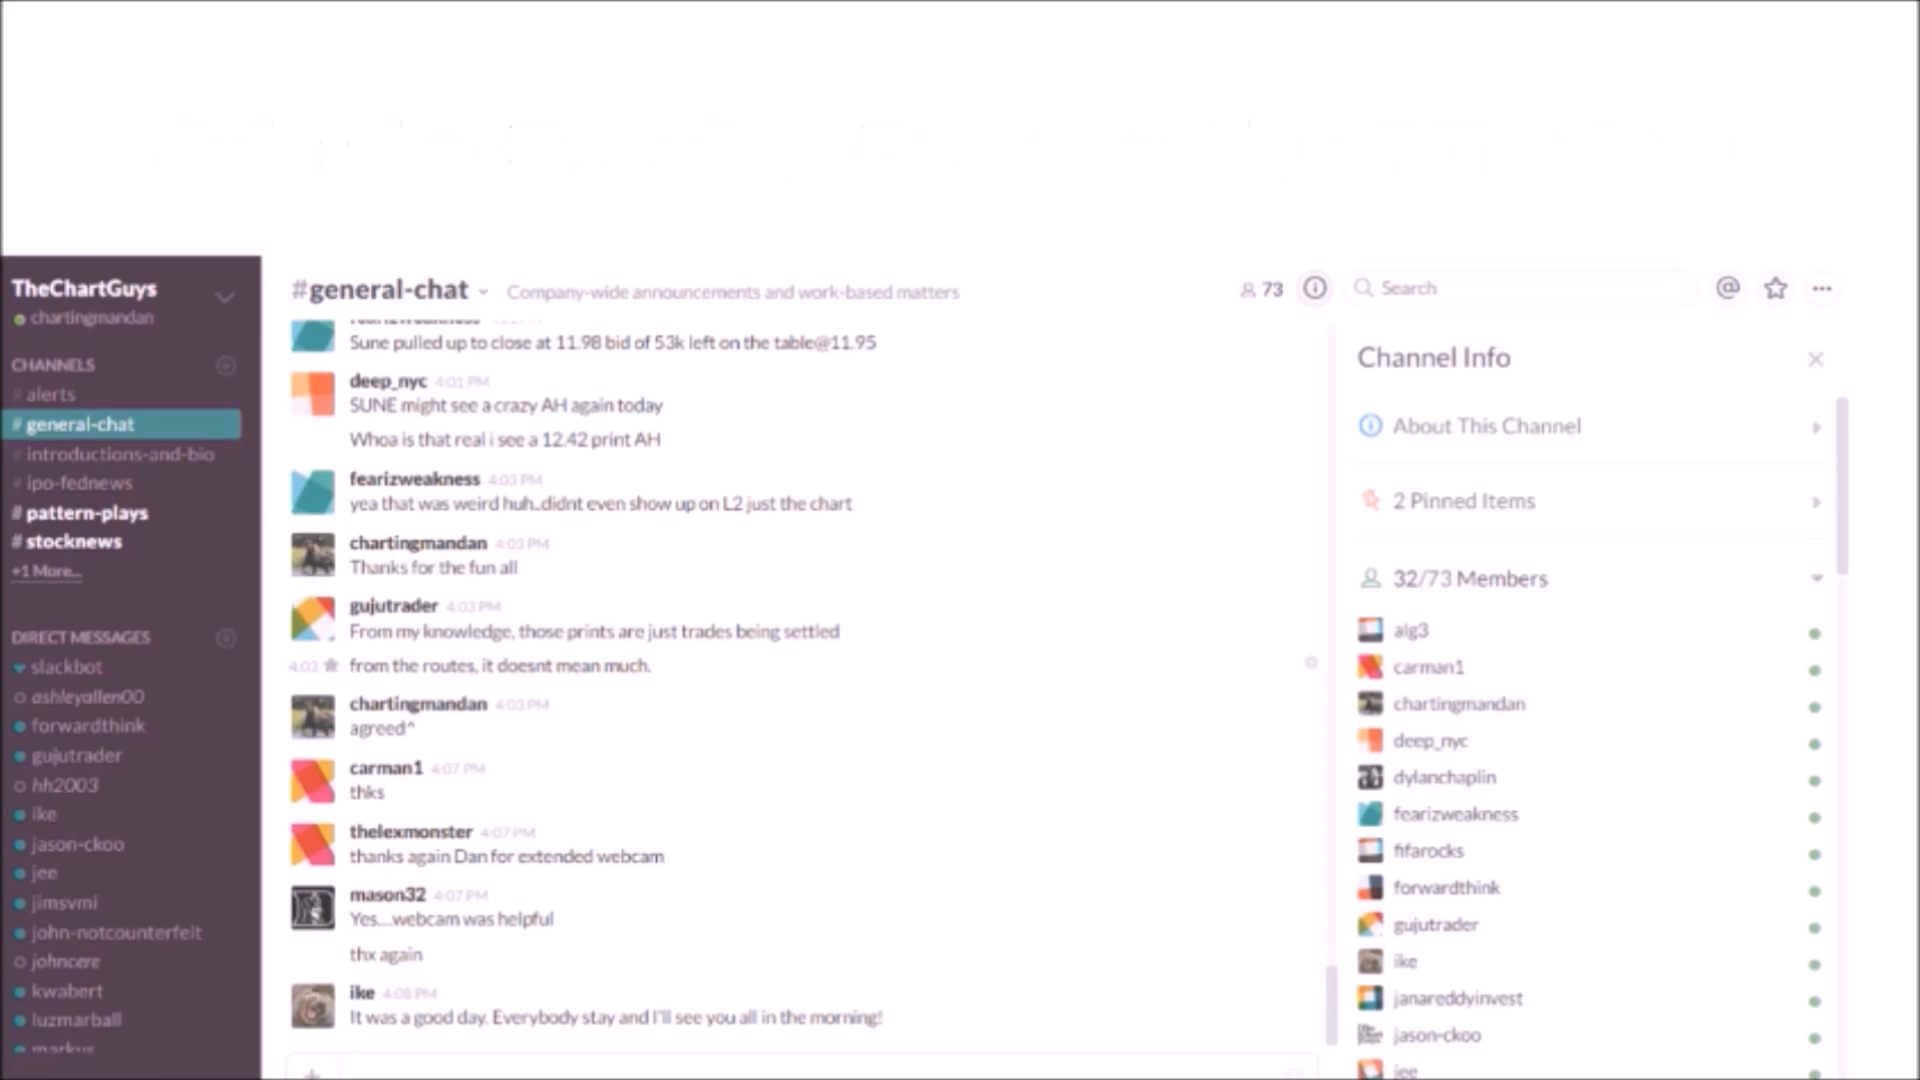 TheChartGuys
chartingmandan
CHANNELS
# alerts
# general-chat
# introductions-and-bio
# ipo-fednews
# pattern-plays
# stocknews
+1 More...
DIRECT MESSAGES
slackbot
ashleyallen00
forwardthink
gujutrader
hh2003
ike
jason-ckoo
jee
jimsvmi
john-notcounterfeit
johncere
kwabert
luzmarball
markus
#general-chat
Company-wide announcements and work-based matters
73
Search
Sune pulled up to close at 11.98 bid of 53k left on the table@11.95
deep_nyc 4:01 PM
SUNE might see a crazy AH again today
Whoa is that real i see a 12.42 print AH
fearizweakness 4:03 PM
yea that was weird huh..didnt even show up on L2 just the chart
chartingmandan 4:03 PM
Thanks for the fun all
gujutrader 4:03 PM
From my knowledge, those prints are just trades being settled
4:03 from the routes, it doesnt mean much.
chartingmandan 4:03 PM
agreed^
carman1 4:07 PM
thks
thelexmonster 4:07 PM
thanks again Dan for extended webcam
mason32 4:07 PM
Yes....webcam was helpful
thx again
ike 4:08 PM
It was a good day. Everybody stay and I'll see you all in the morning!
Channel Info
About This Channel
2 Pinned Items
32/73 Members
alg3
carman1
chartingmandan
deep_nyc
dylanchaplin
fearizweakness
fifarocks
forwardthink
gujutrader
ike
janareddyinvest
jason-ckoo
jee